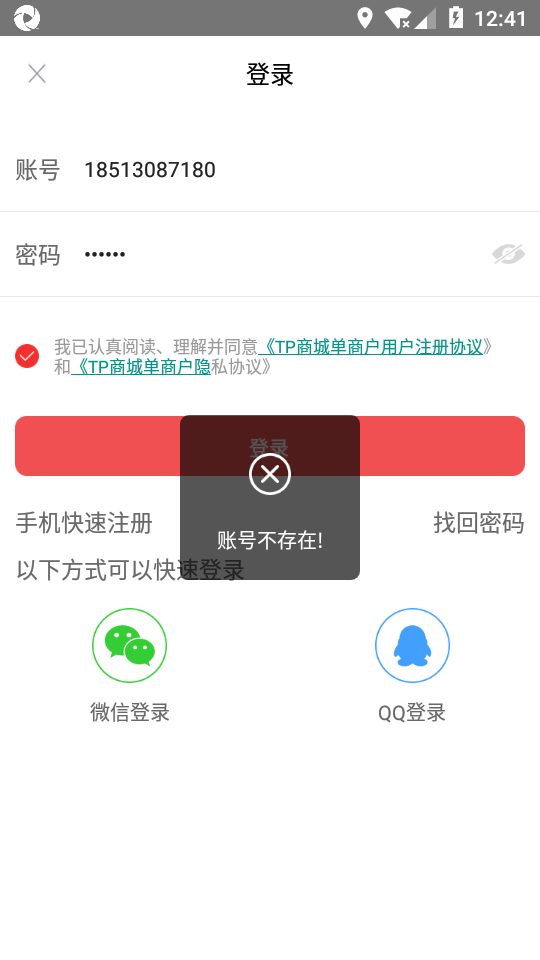 12:41
登录
账号 18513087180
密码 ••••••
我已认真阅读、理解并同意《TP商城单商户用户注册协议》
和《TP商城单商户隐私协议》
登录
账号不存在!
手机快速注册 找回密码
以下方式可以快速登录
微信登录 QQ登录